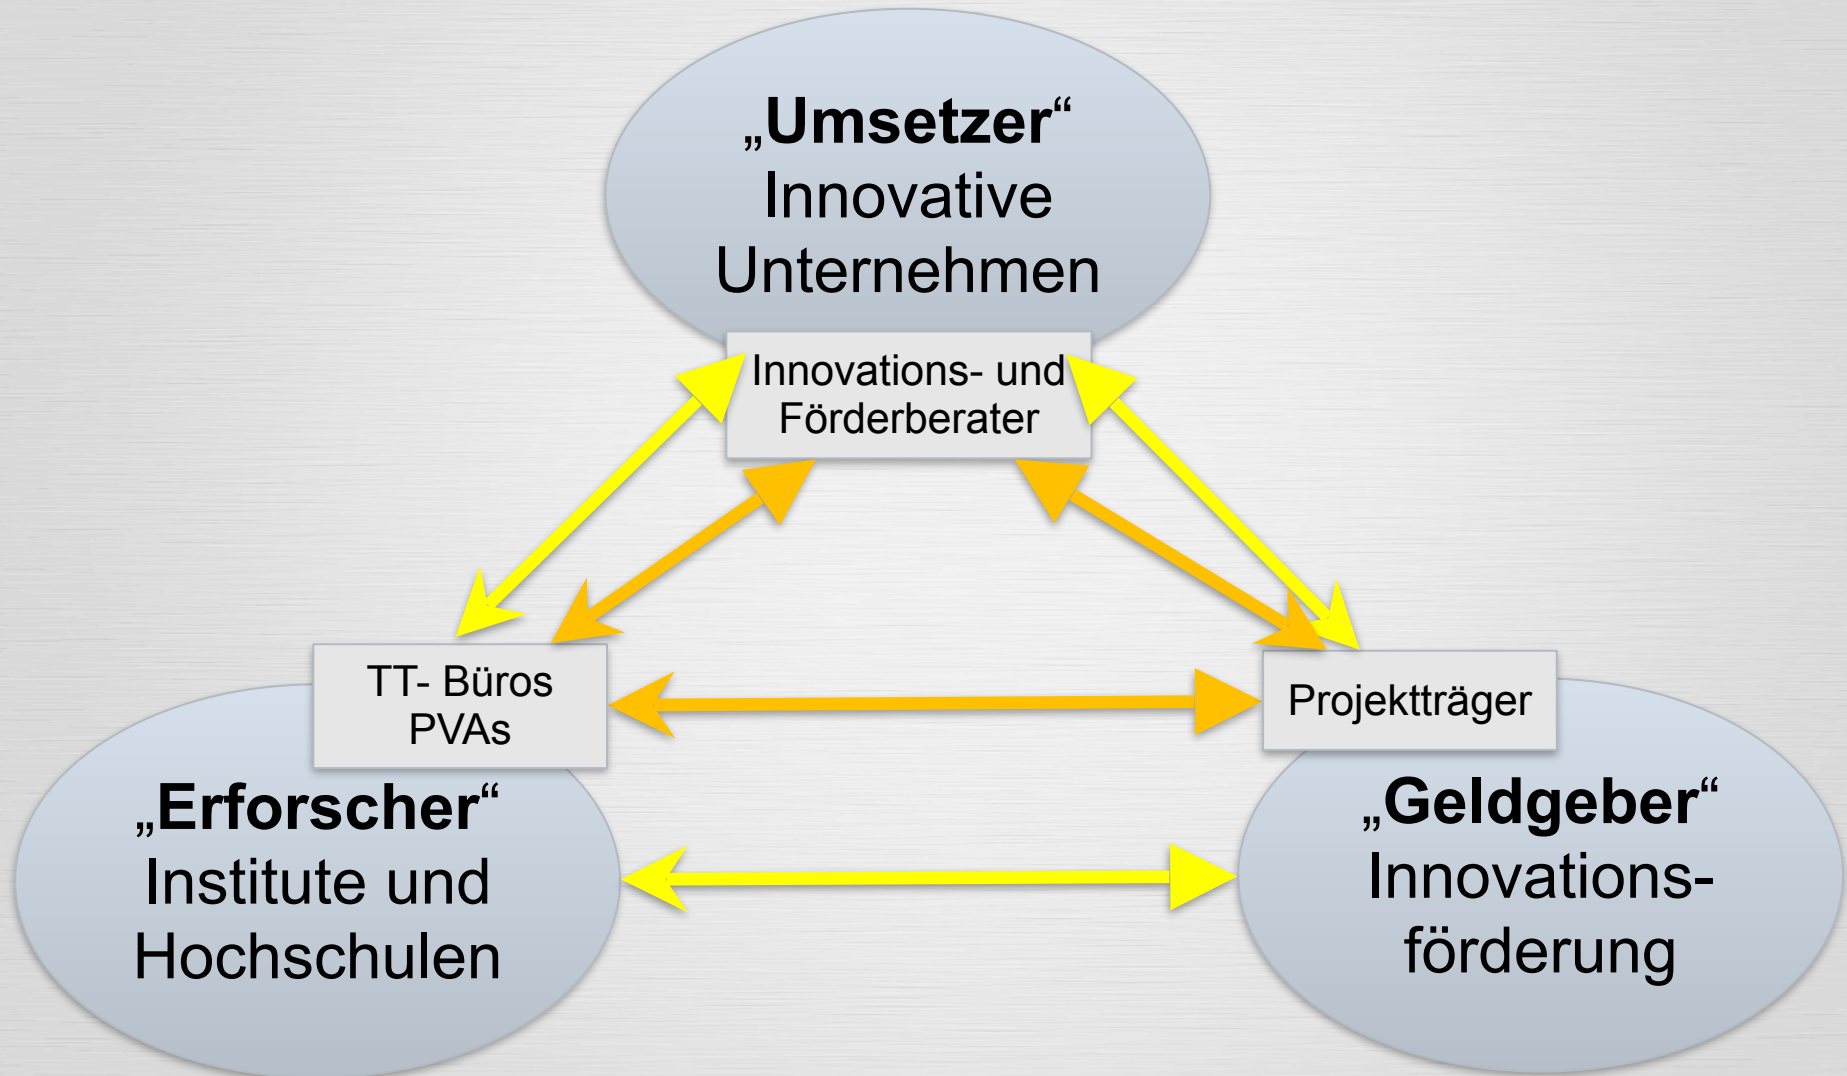 „Umsetzer“
Innovative
Unternehmen
Innovations- und
Förderberater
TT- Büros
PVAs
Projektträger
„Erforscher“
Institute und
Hochschulen
„Geldgeber“
Innovations-
förderung